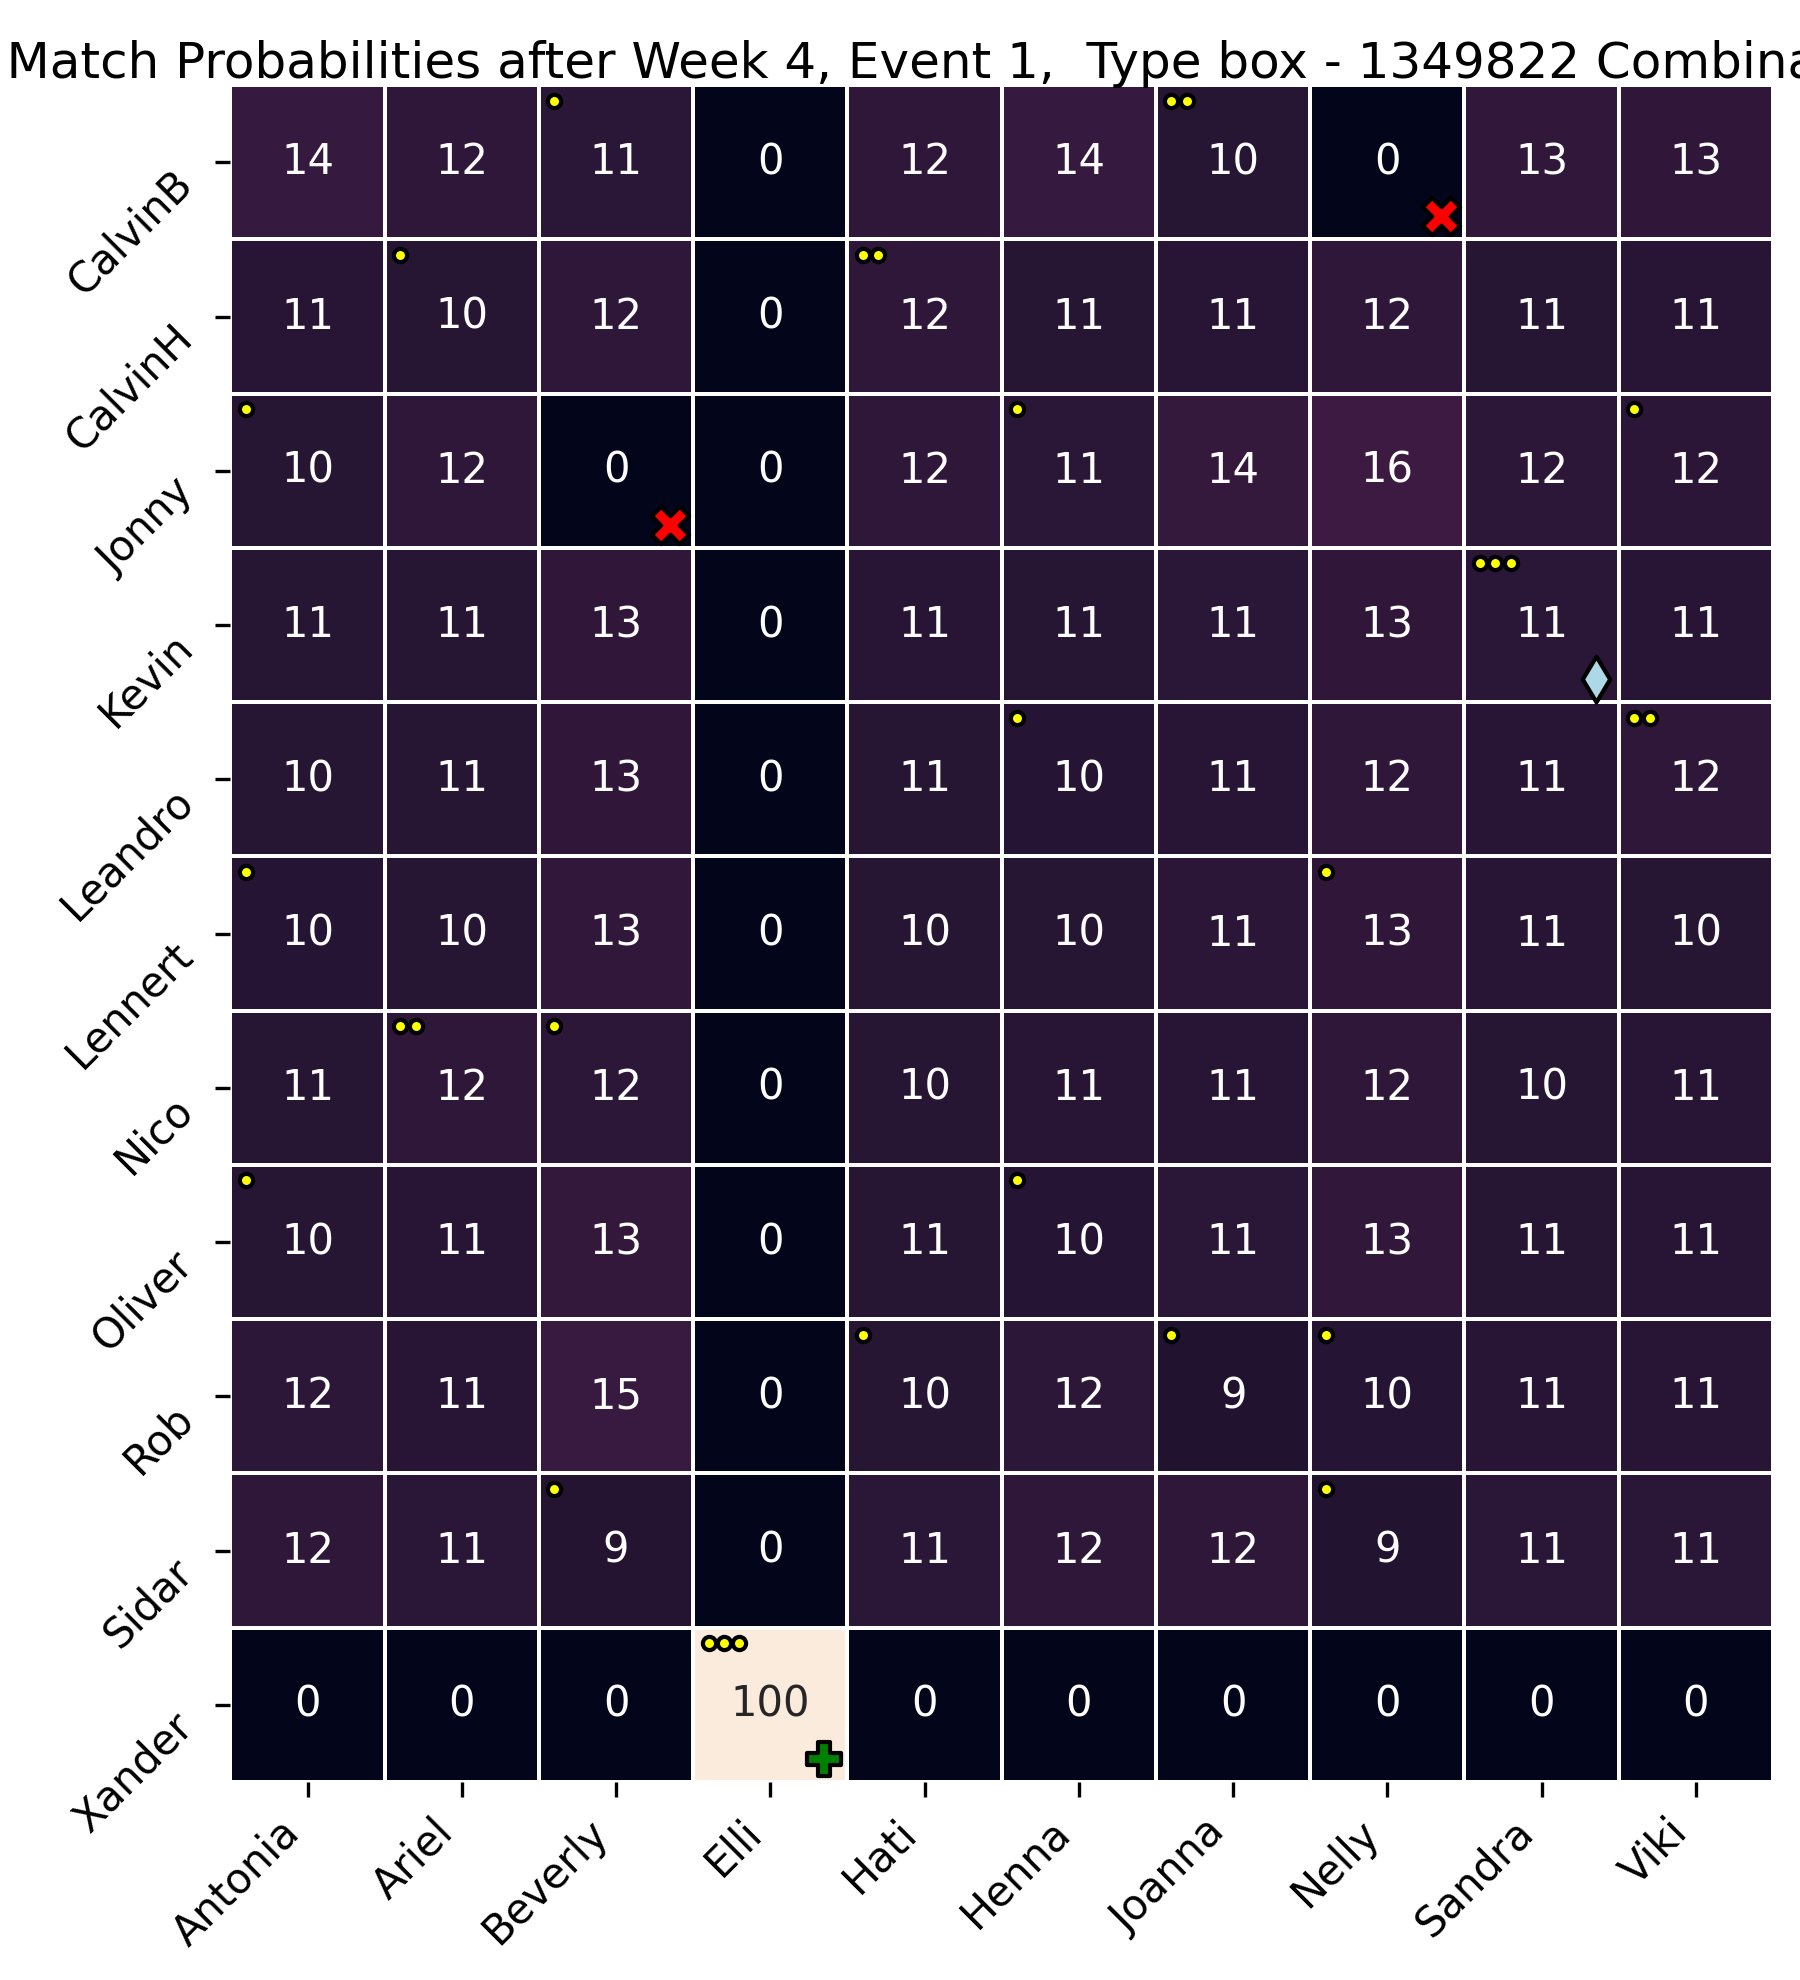 Match Probabilities after Week 4, Event 1,  Type box - 1349822 Combina
CalvinB 14 12 11 0 12 14 10 0 13 13
CalvinH 11 10 12 0 12 11 11 12 11 11
Jonny 10 12 0 0 12 11 14 16 12 12
Kevin 11 11 13 0 11 11 11 13 11 11
Leandro 10 11 13 0 11 10 11 12 11 12
Lennert 10 10 13 0 10 10 11 13 11 10
Nico 11 12 12 0 10 11 11 12 10 11
Oliver 10 11 13 0 11 10 11 13 11 11
Rob 12 11 15 0 10 12 9 10 11 11
Sidar 12 11 9 0 11 12 12 9 11 11
Xander 0 0 0 100 0 0 0 0 0 0
Antonia Ariel Beverly Elli Hati Henna Joanna Nelly Sandra Viki